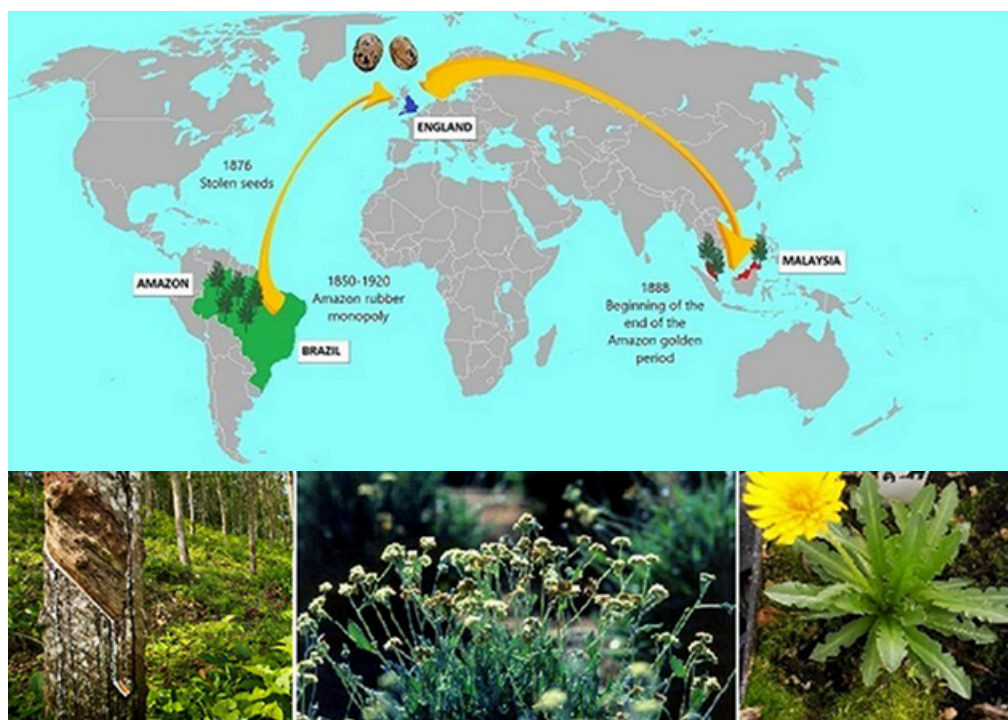 ENGLAND
1876
Stolen seeds
AMAZON
1850-1920
Amazon rubber
monopoly
BRAZIL
MALAYSIA
1888
Beginning of the
end of the
Amazon golden
period